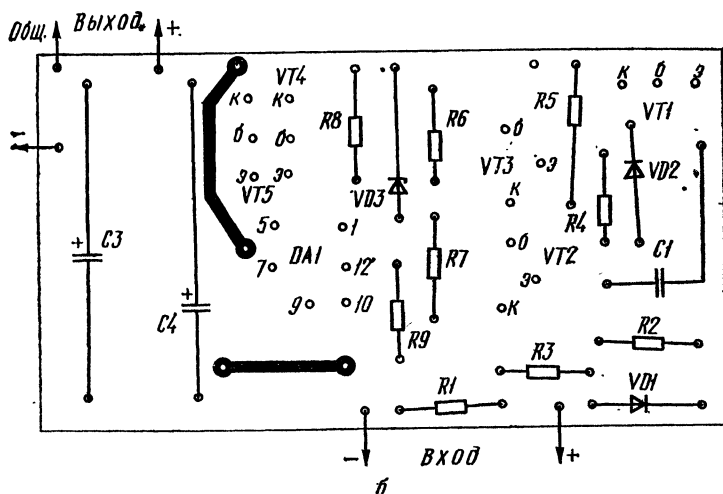 Общ. Выход. +
VT4 к б э VT1
к к R5
R8 R6 б
б б VT3 э VD2
э э VD3 к R4
VT5
5 1
C3 DA1 R7 б VT2 C1
7 12
э
9 10 к
C4 R9 R2
R3
R1 VD1
– Вход +
б